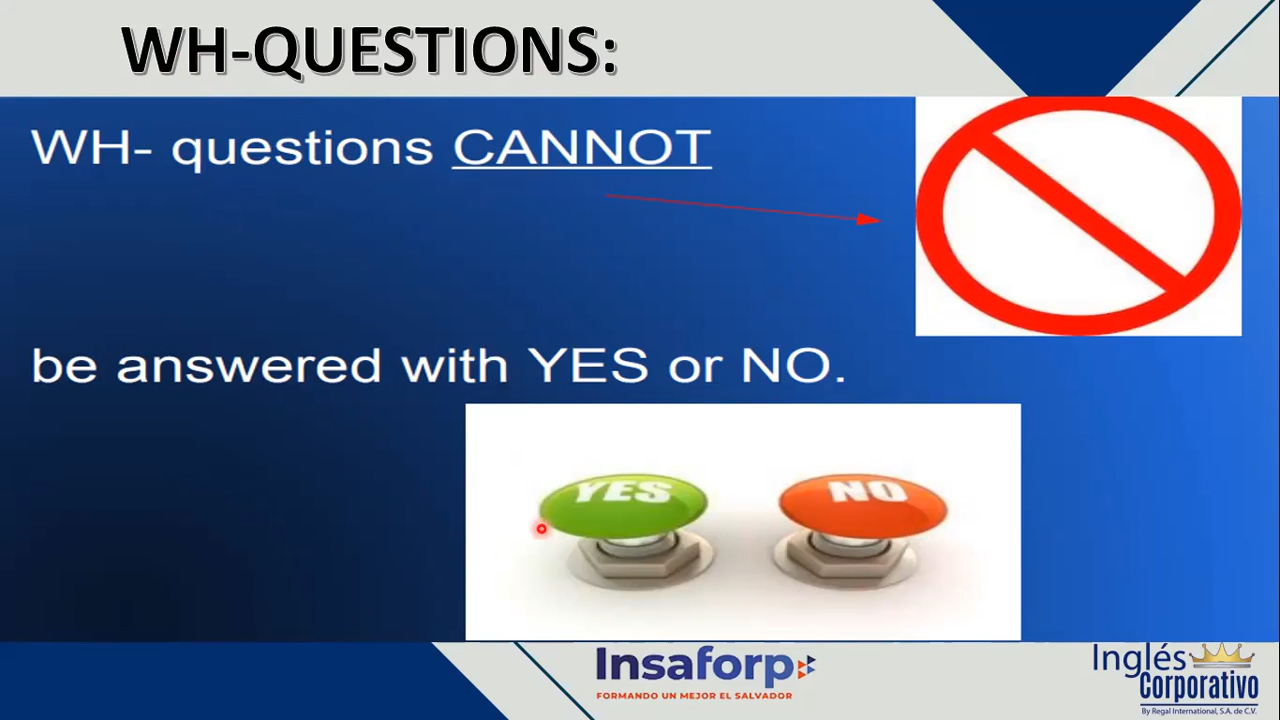 WH-QUESTIONS:
WH- questions CANNOT
be answered with YES or NO.
YES
NO
Insaforp
FORMANDO UN MEJOR EL SALVADOR
Inglés
Corporativo
By Regal International, S.A. de C.V.